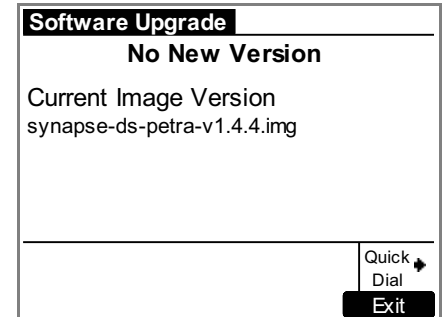 Software Upgrade
No New Version
Current Image Version
synapse-ds-petra-v1.4.4.img
Quick
Dial
Exit